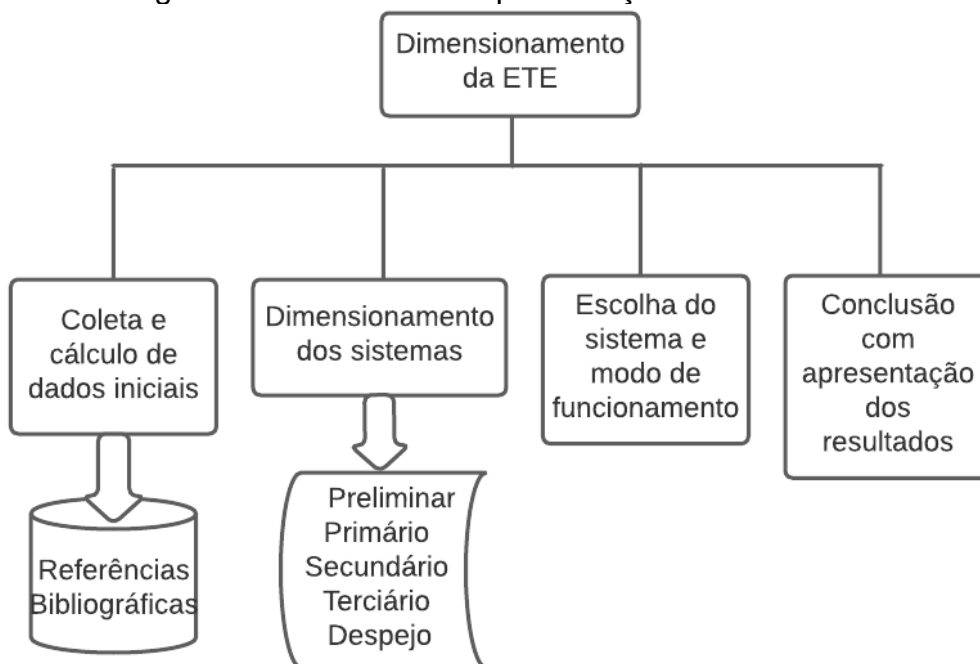 Dimensionamento
da ETE
Coleta e
cálculo de
dados iniciais
Dimensionamento
dos sistemas
Escolha do
sistema e
modo de
funcionamento
Conclusão
com
apresentação
dos
resultados
Referências
Bibliográficas
Preliminar
Primário
Secundário
Terciário
Despejo